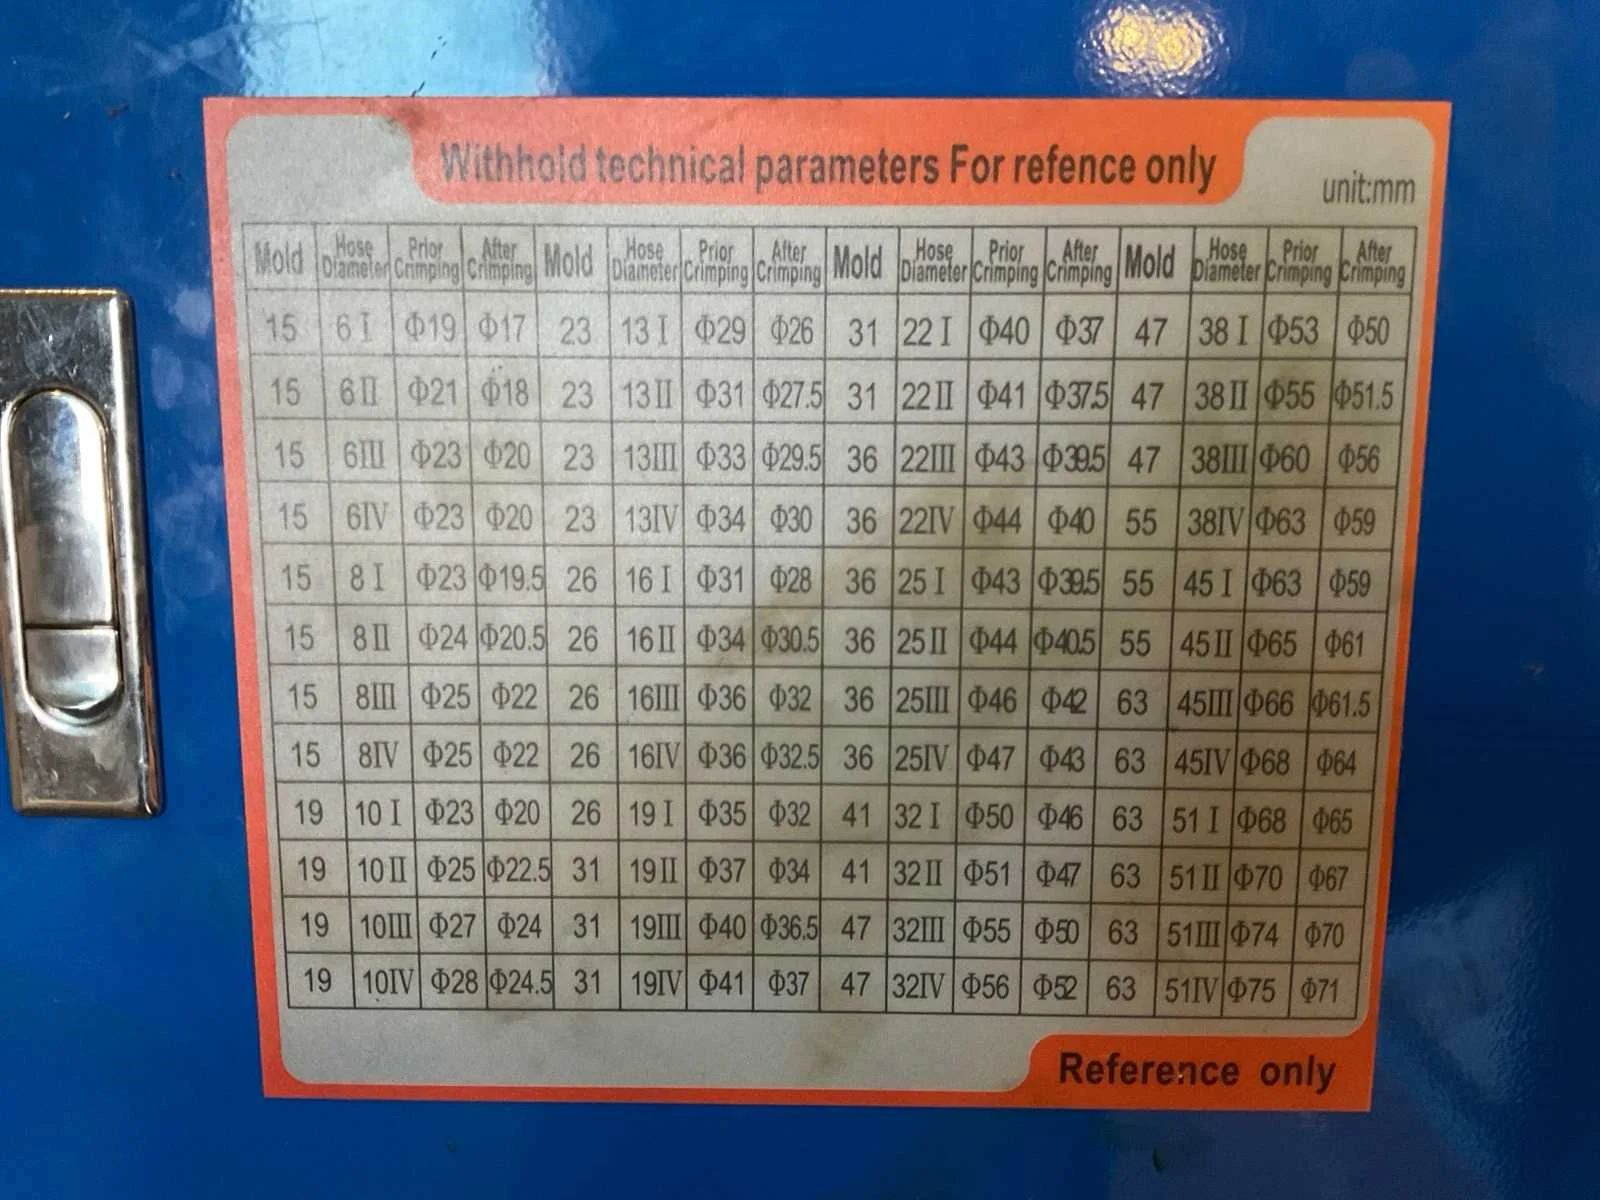 Withhold technical parameters For refence only
unit:mm
Mold Hose Diameter Prior Crimping After Crimping Mold Hose Diameter Prior Crimping After Crimping Mold Hose Diameter Prior Crimping After Crimping Mold Hose Diameter Prior Crimping After Crimping
15 6I Φ19 Φ17 23 13I Φ29 Φ26 31 22I Φ40 Φ37 47 38I Φ53 Φ50
15 6II Φ21 Φ18 23 13II Φ31 Φ27.5 31 22II Φ41 Φ37.5 47 38II Φ55 Φ51.5
15 6III Φ23 Φ20 23 13III Φ33 Φ29.5 36 22III Φ43 Φ39.5 47 38III Φ60 Φ56
15 6IV Φ23 Φ20 23 13IV Φ34 Φ30 36 22IV Φ44 Φ40 55 38IV Φ63 Φ59
15 8I Φ23 Φ19.5 26 16I Φ31 Φ28 36 25I Φ43 Φ39.5 55 45I Φ63 Φ59
15 8II Φ24 Φ20.5 26 16II Φ34 Φ30.5 36 25II Φ44 Φ40.5 55 45II Φ65 Φ61
15 8III Φ25 Φ22 26 16III Φ36 Φ32 36 25III Φ46 Φ42 63 45III Φ66 Φ61.5
15 8IV Φ25 Φ22 26 16IV Φ36 Φ32.5 36 25IV Φ47 Φ43 63 45IV Φ68 Φ64
19 10I Φ23 Φ20 26 19I Φ35 Φ32 41 32I Φ50 Φ46 63 51I Φ68 Φ65
19 10II Φ25 Φ22.5 31 19II Φ37 Φ34 41 32II Φ51 Φ47 63 51II Φ70 Φ67
19 10III Φ27 Φ24 31 19III Φ40 Φ36.5 47 32III Φ55 Φ50 63 51III Φ74 Φ70
19 10IV Φ28 Φ24.5 31 19IV Φ41 Φ37 47 32IV Φ56 Φ52 63 51IV Φ75 Φ71
Reference only